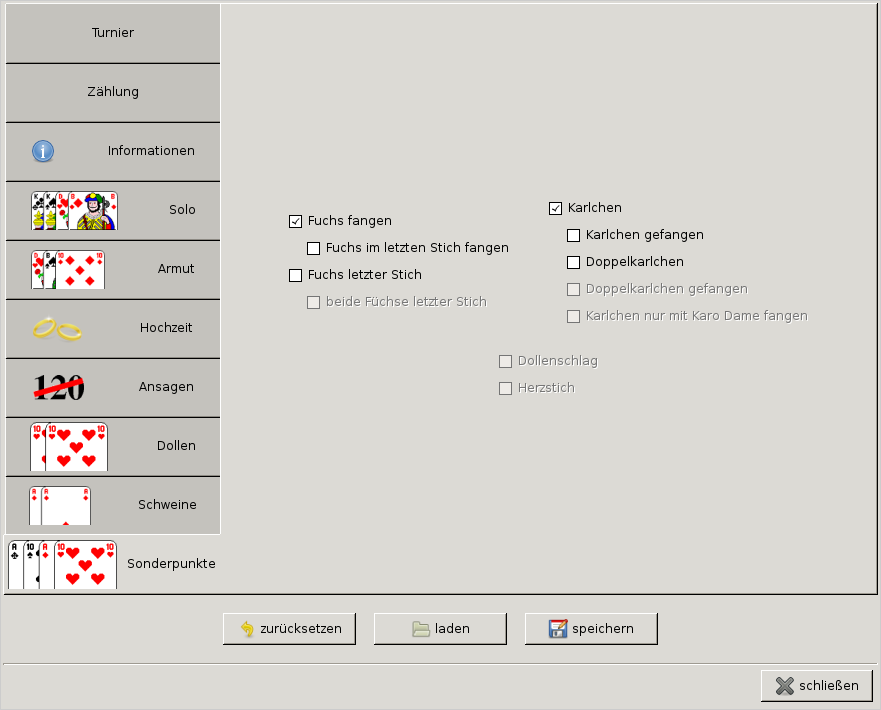 Turnier
Zählung
Informationen
Solo
Armut
Hochzeit
120
Ansagen
Dollen
Schweine
Sonderpunkte
Fuchs fangen
Fuchs im letzten Stich fangen
Fuchs letzter Stich
beide Füchse letzter Stich
Karlchen
Karlchen gefangen
Doppelkarlchen
Doppelkarlchen gefangen
Karlchen nur mit Karo Dame fangen
Dollenschlag
Herzstich
zurücksetzen
laden
speichern
schließen